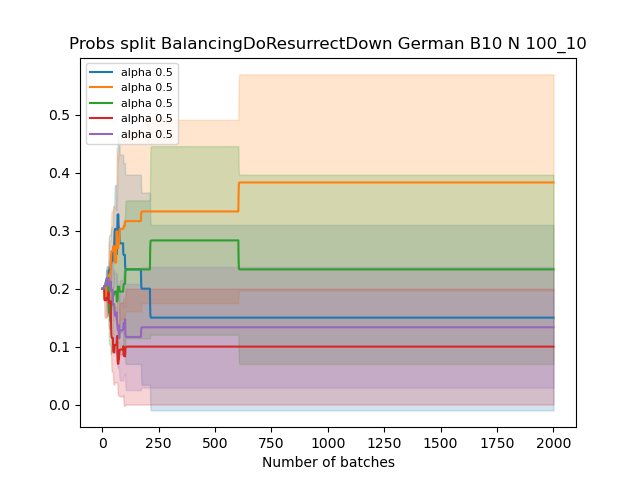 Probs split BalancingDoResurrectDown German B10 N 100_10
alpha 0.5
alpha 0.5
alpha 0.5
alpha 0.5
alpha 0.5
0.5
0.4
0.3
0.2
0.1
0.0
0 250 500 750 1000 1250 1500 1750 2000
Number of batches